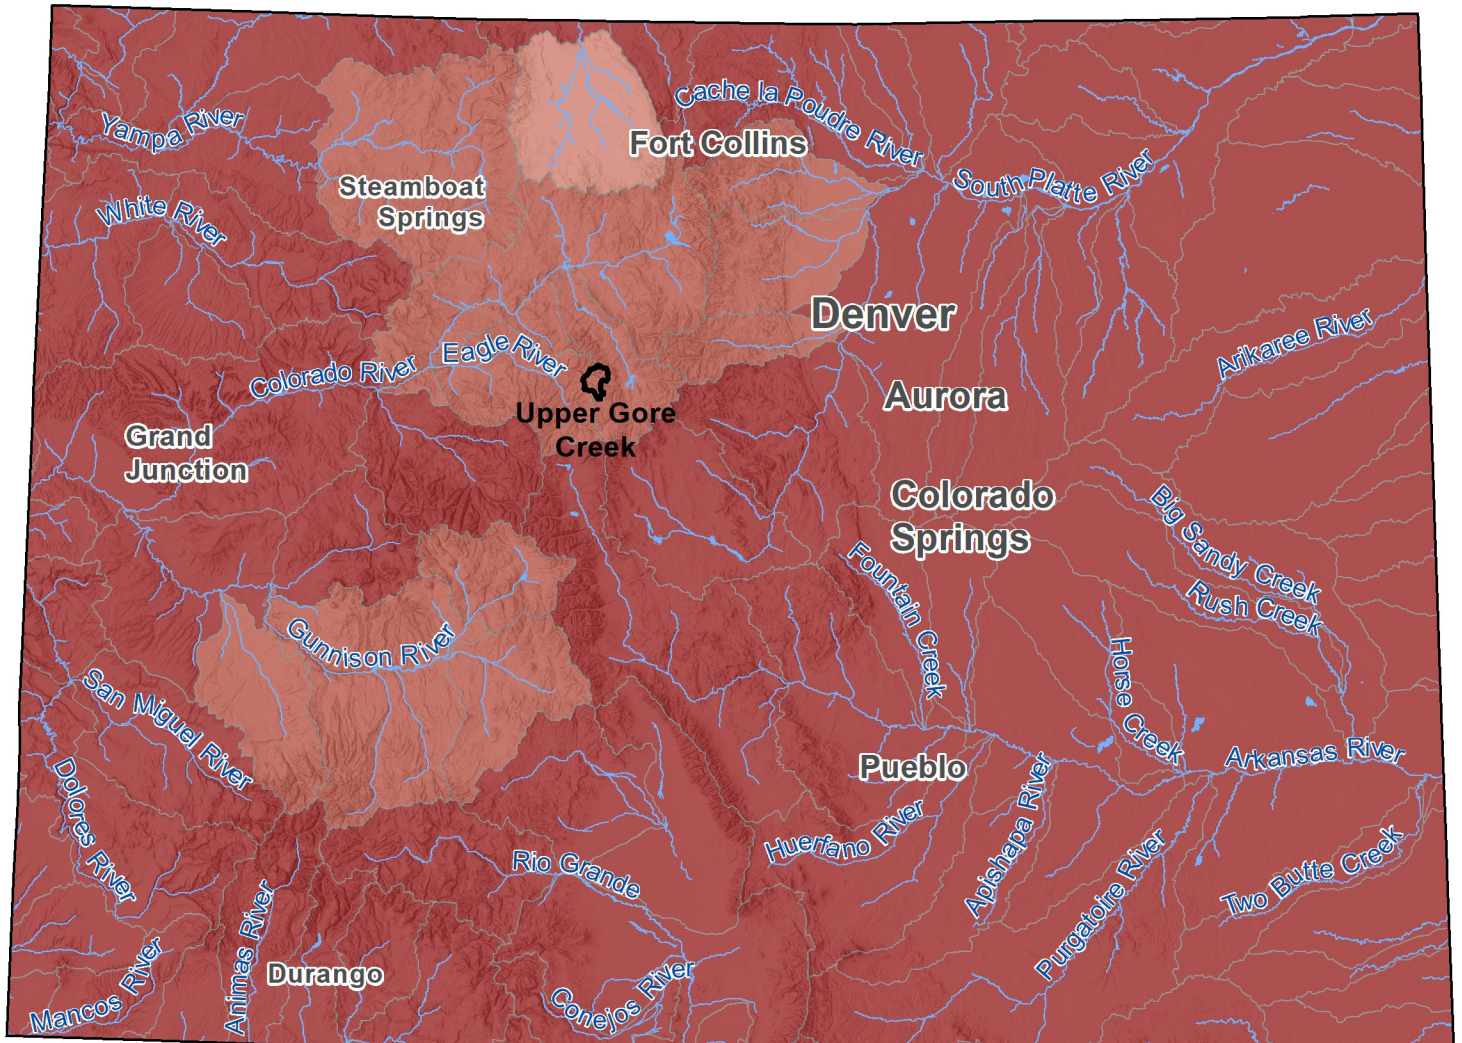 Cache la Poudre River
Yampa River
Fort Collins
South Platte River
Steamboat
Springs
White River
Denver
Arikaree River
Eagle River
Colorado River
Aurora
Upper Gore
Creek
Grand
Junction
Colorado
Springs
Big Sandy Creek
Fountain Creek
Rush Creek
Gunnison River
Horse Creek
San Miguel River
Arkansas River
Pueblo
Dolores River
Apishapa River
Huerfano River
Purgatoire River
Two Butte Creek
Rio Grande
Animas River
Durango
Mancos River
Conejos River